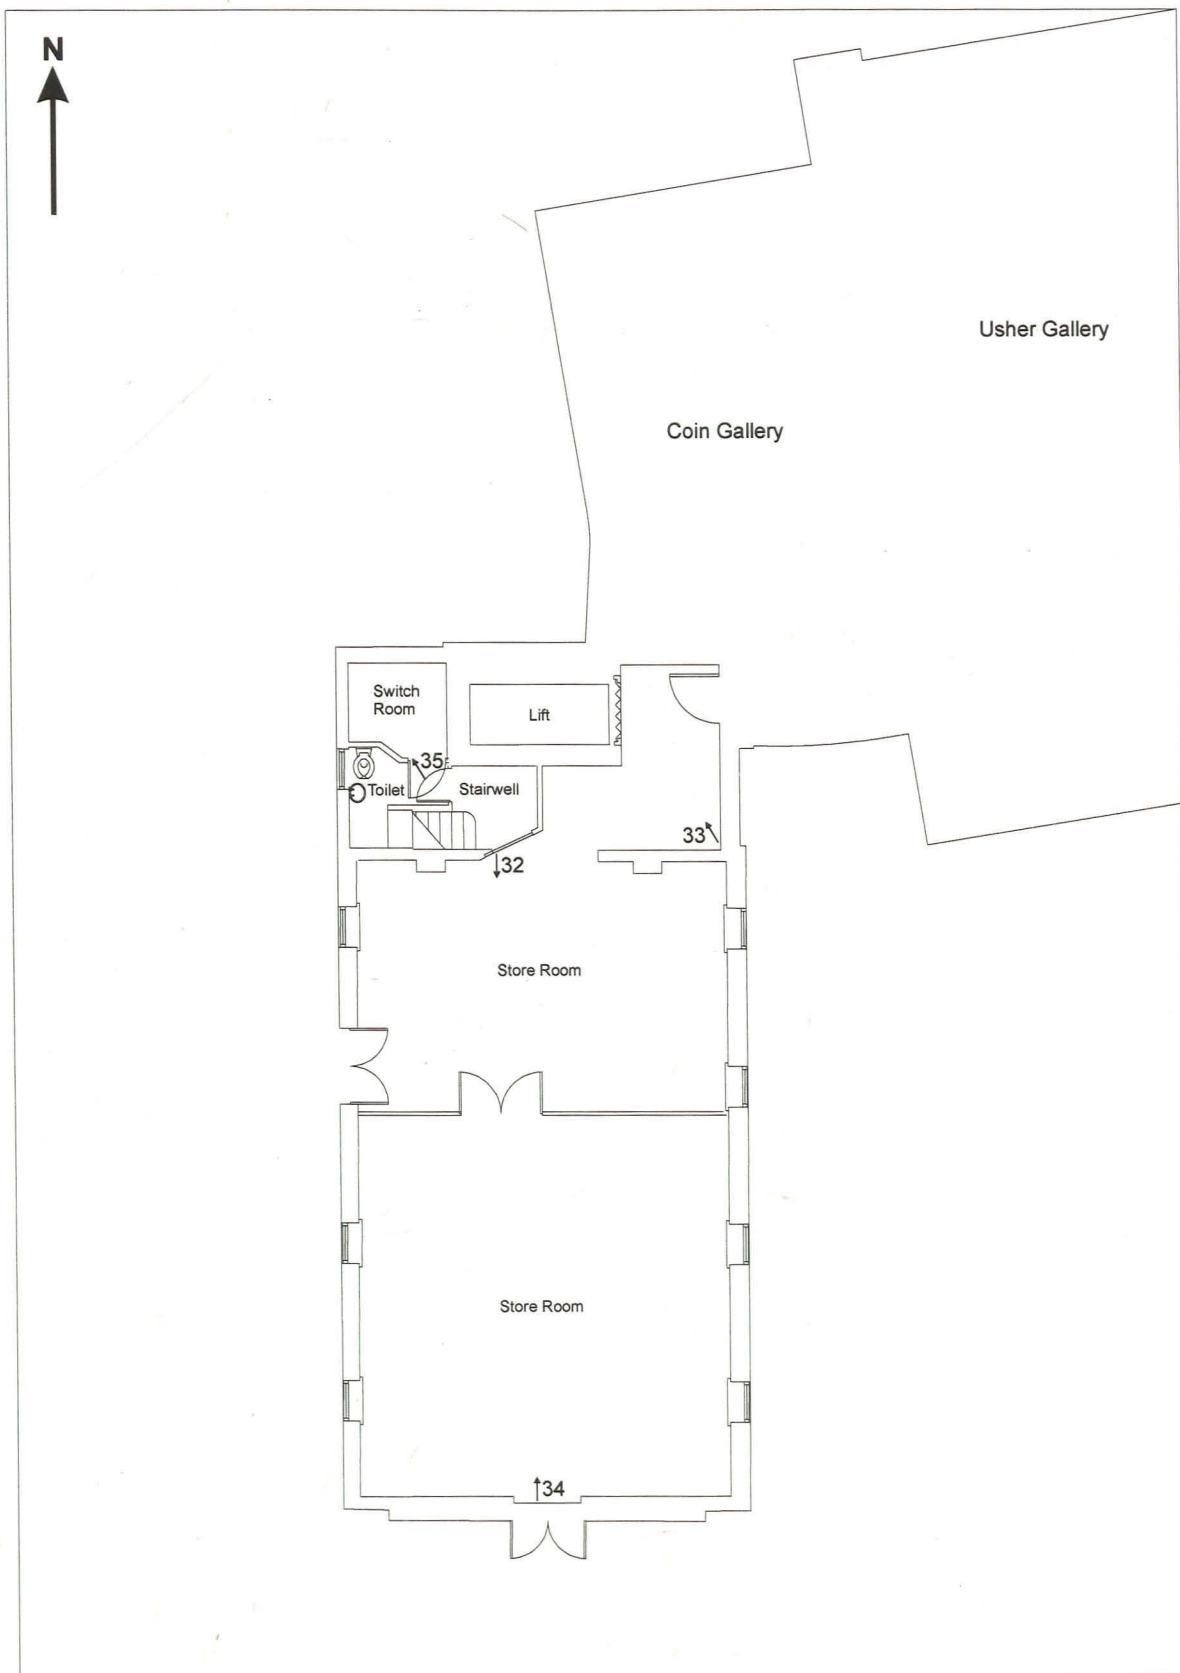 N
Usher Gallery
Coin Gallery
Switch
Room
Lift
35
Toilet
Stairwell
33
32
Store Room
Store Room
34